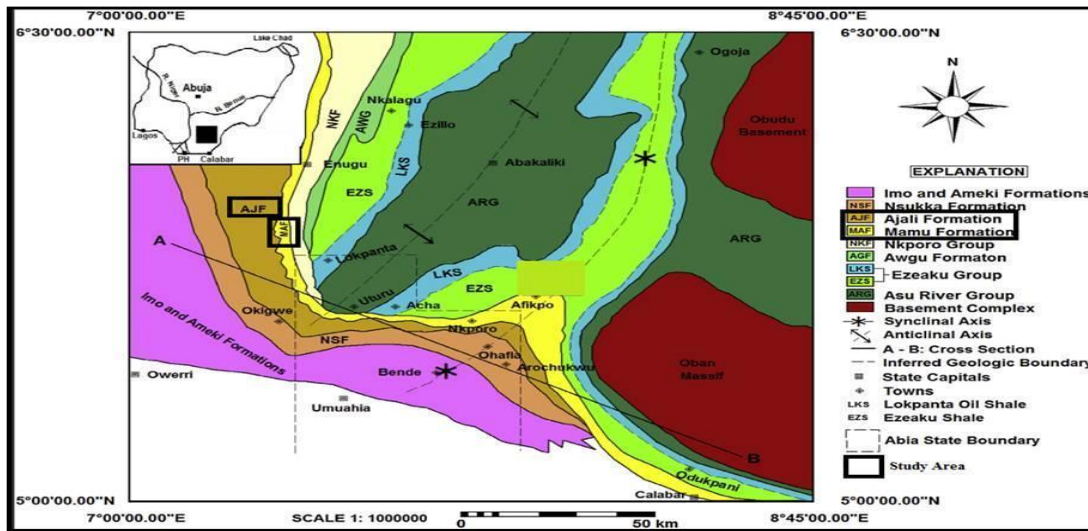 7°00'00.00"E
8°45'00.00"E
6°30'00.00"N
6°30'00.00"N
Lake Chad
R. Niger
Abuja
N. Benue
Lagos
PH
Calabar
NKF
AWG
Nkalagu
Ezillo
Ogoja
Enugu
LKS
Abakaliki
Obudu
Basement
EZS
ARG
AJF
MAF
A
ARG
Lokpanta
LKS
EZS
Uturu
Acha
Afikpo
Okigwe
Nkporo
NSF
Ohafia
Arochukwu
Imo and Ameki Formations
Bende
Oban
Massif
Owerri
Umuahia
B
Odukpani
Calabar
N
EXPLANATION
Imo and Ameki Formations
NSF Nsukka Formation
AJF Ajali Formation
MAF Mamu Formation
NKF Nkporo Group
AGF Awgu Formaton
LKS
EZS Ezeaku Group
ARG Asu River Group
Basement Complex
Synclinal Axis
Anticlinal Axis
A - B: Cross Section
Inferred Geologic Boundary
State Capitals
Towns
LKS Lokpanta Oil Shale
EZS Ezeaku Shale
Abia State Boundary
Study Area
5°00'00.00"N
5°00'00.00"N
7°00'00.00"E
8°45'00.00"E
SCALE 1: 1000000
0 50 km